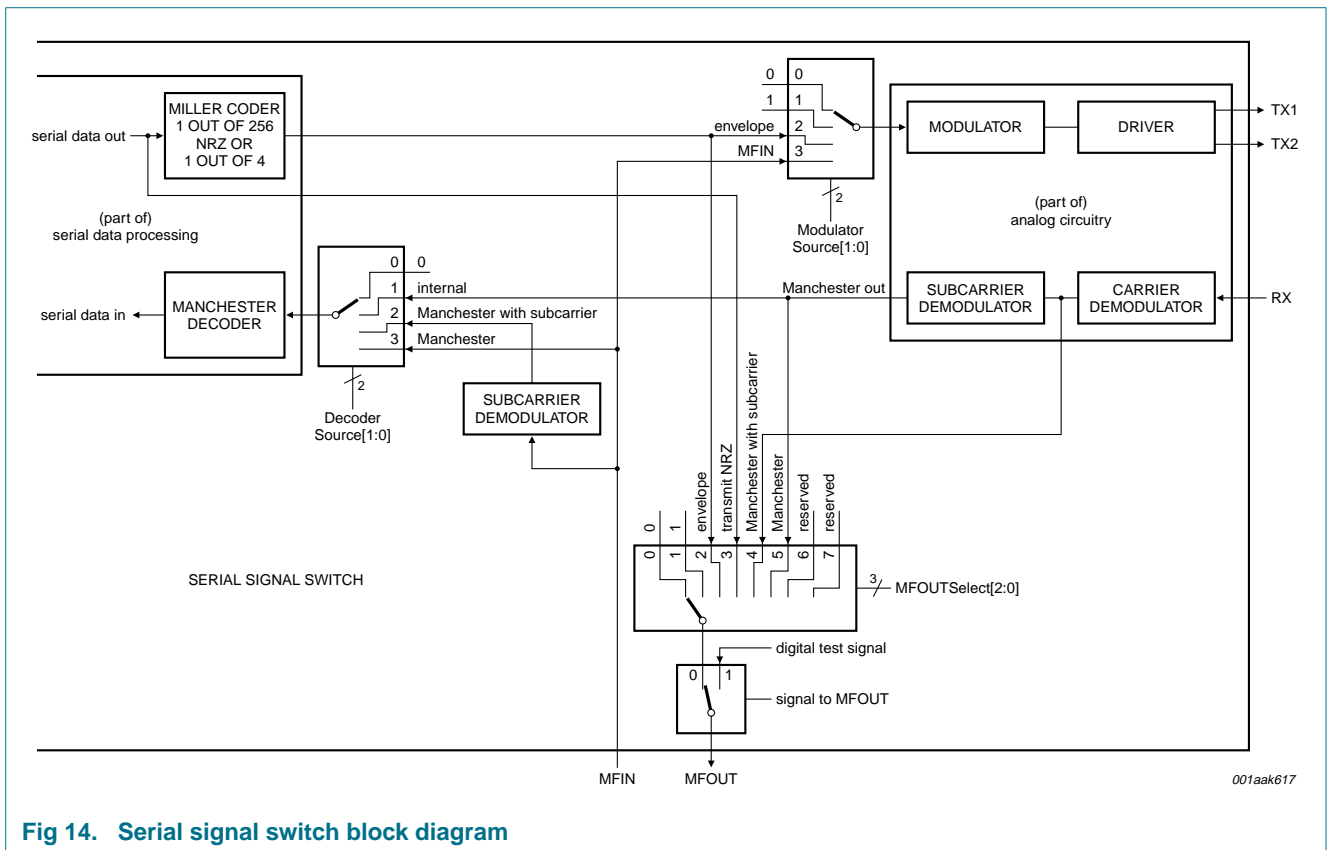 serial data out
MILLER CODER
1 OUT OF 256
NRZ OR
1 OUT OF 4
(part of)
serial data processing
serial data in
MANCHESTER
DECODER
0 0
1 internal
2 Manchester with subcarrier
3 Manchester
2
Decoder
Source[1:0]
SUBCARRIER
DEMODULATOR
0 0
1 1
envelope 2
MFIN 3
2
Modulator
Source[1:0]
MODULATOR
DRIVER
TX1
TX2
(part of)
analog circuitry
Manchester out
SUBCARRIER
DEMODULATOR
CARRIER
DEMODULATOR
RX
0
1
envelope
transmit NRZ
Manchester with subcarrier
Manchester
reserved
reserved
0
1
2
3
4
5
6
7
3
MFOUTSelect[2:0]
SERIAL SIGNAL SWITCH
digital test signal
0 1
signal to MFOUT
MFIN
MFOUT
001aak617
Fig 14. Serial signal switch block diagram